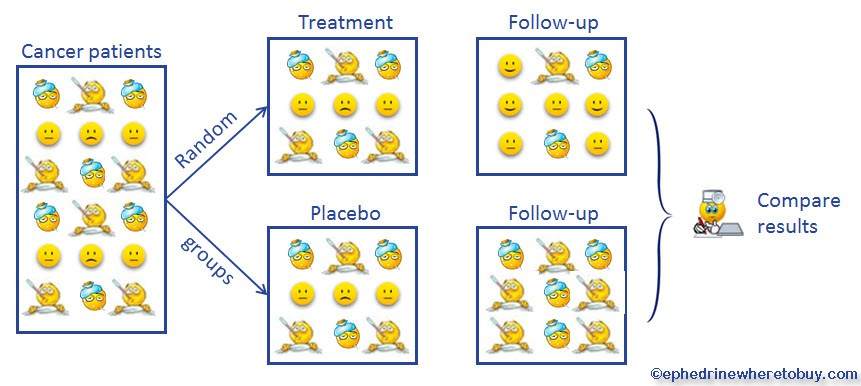 Cancer patients
Random
groups
Treatment
Follow-up
Placebo
Follow-up
Compare
results
©ephedrinewheretobuy.com